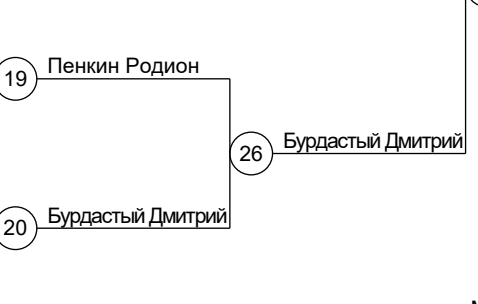 19 Пенкин Родион
26 Бурдастый Дмитрий
20 Бурдастый Дмитрий